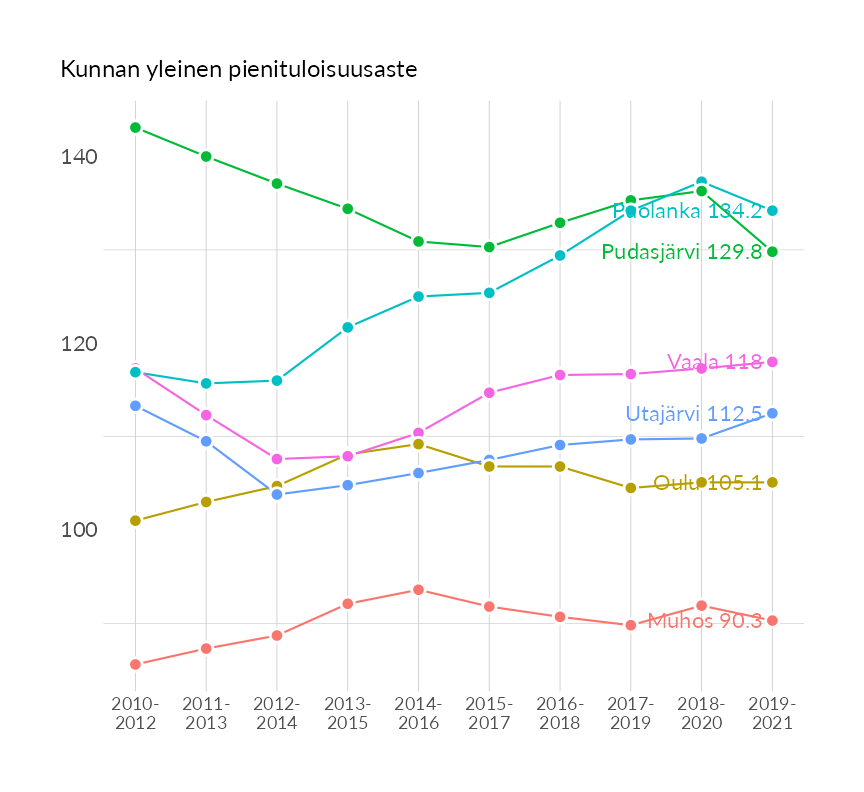 Kunnan yleinen pienituloisuusaste
140
120
100
Puolanka 134.2
Pudasjärvi 129.8
Vaala 118
Utajärvi 112.5
Oulu 105.1
Muhos 90.3
2010- 2011- 2012- 2013- 2014- 2015- 2016- 2017- 2018- 2019-
2012 2013 2014 2015 2016 2017 2018 2019 2020 2021